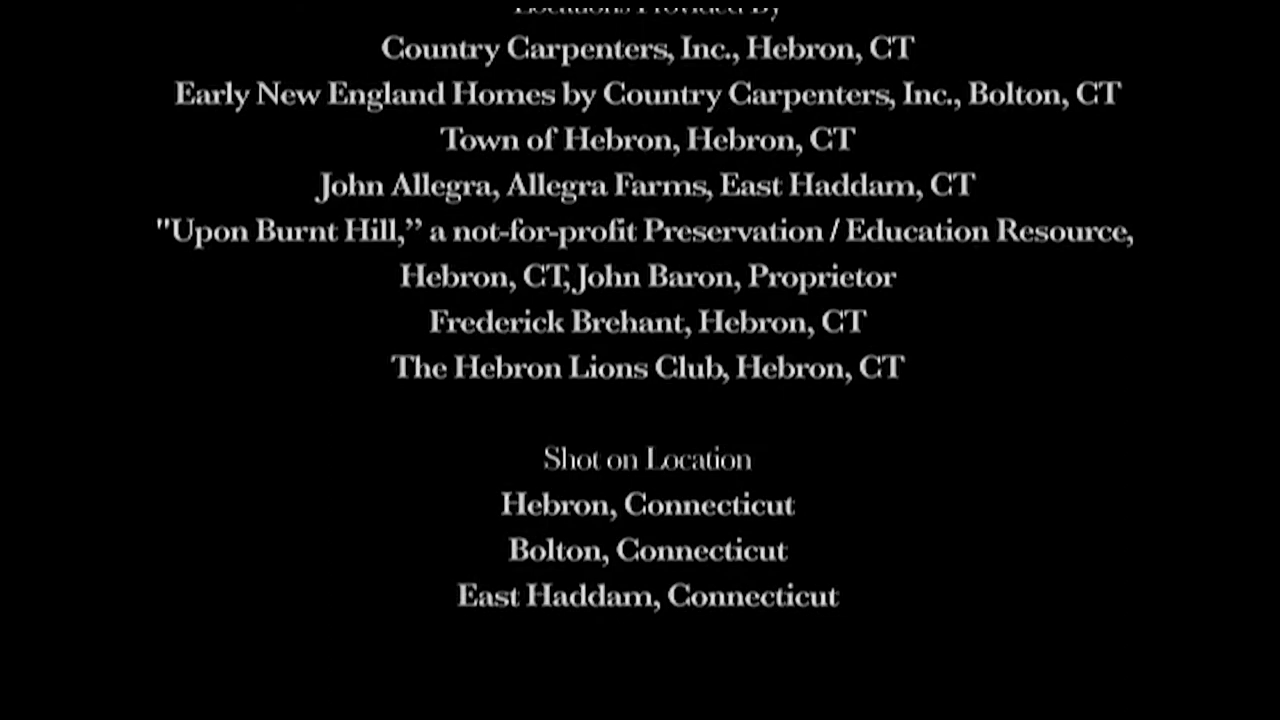 Locations Provided By
Country Carpenters, Inc., Hebron, CT
Early New England Homes by Country Carpenters, Inc., Bolton, CT
Town of Hebron, Hebron, CT
John Allegra, Allegra Farms, East Haddam, CT
"Upon Burnt Hill,” a not-for-profit Preservation / Education Resource,
Hebron, CT, John Baron, Proprietor
Frederick Brehant, Hebron, CT
The Hebron Lions Club, Hebron, CT
Shot on Location
Hebron, Connecticut
Bolton, Connecticut
East Haddam, Connecticut